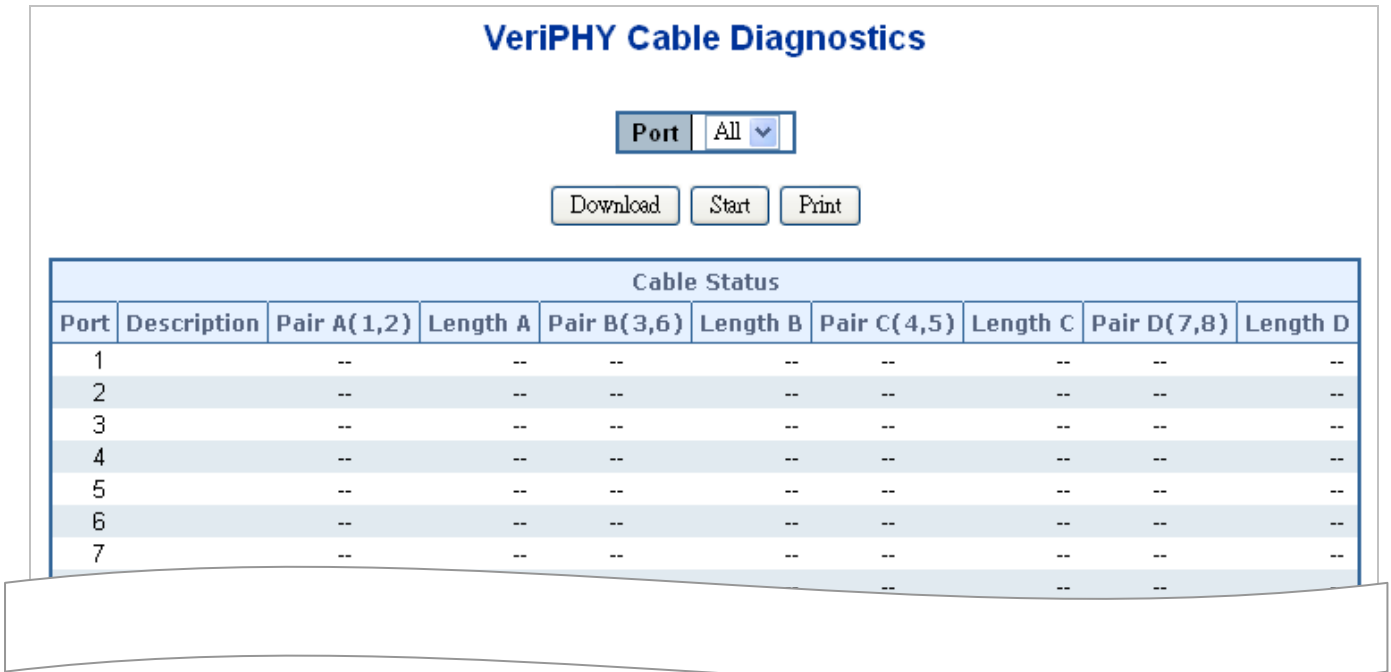 VeriPHY Cable Diagnostics
Port All
Download Start Print
Cable Status
Port Description Pair A(1,2) Length A Pair B(3,6) Length B Pair C(4,5) Length C Pair D(7,8) Length D
1 -- -- -- -- -- -- -- --
2 -- -- -- -- -- -- -- --
3 -- -- -- -- -- -- -- --
4 -- -- -- -- -- -- -- --
5 -- -- -- -- -- -- -- --
6 -- -- -- -- -- -- -- --
7 -- -- -- -- -- -- -- --
-- -- -- -- --